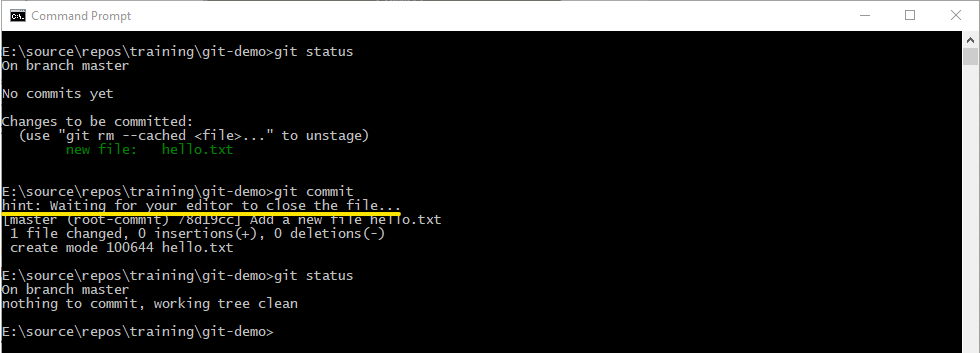 Command Prompt
E:\source\repos\training\git-demo>git status
On branch master
No commits yet
Changes to be committed:
  (use "git rm --cached <file>..." to unstage)
        new file:   hello.txt
E:\source\repos\training\git-demo>git commit
hint: Waiting for your editor to close the file...
[master (root-commit) 78d19cc] Add a new file hello.txt
 1 file changed, 0 insertions(+), 0 deletions(-)
 create mode 100644 hello.txt
E:\source\repos\training\git-demo>git status
On branch master
nothing to commit, working tree clean
E:\source\repos\training\git-demo>